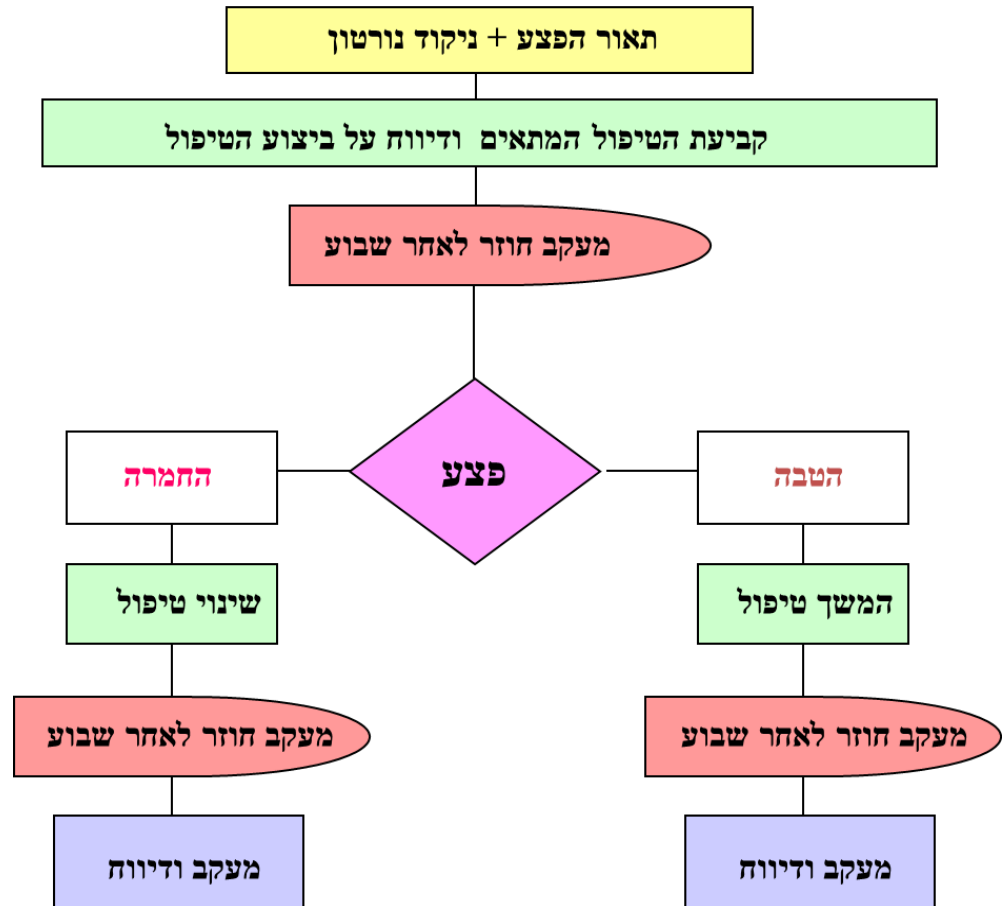 תאור הפצע + ניקוד נורטון
קביעת הטיפול המתאים ודיווח על ביצוע הטיפול
מעקב חוזר לאחר שבוע
פצע
הטבה
החמרה
המשך טיפול
שינוי טיפול
מעקב חוזר לאחר שבוע
מעקב חוזר לאחר שבוע
מעקב ודיווח
מעקב ודיווח